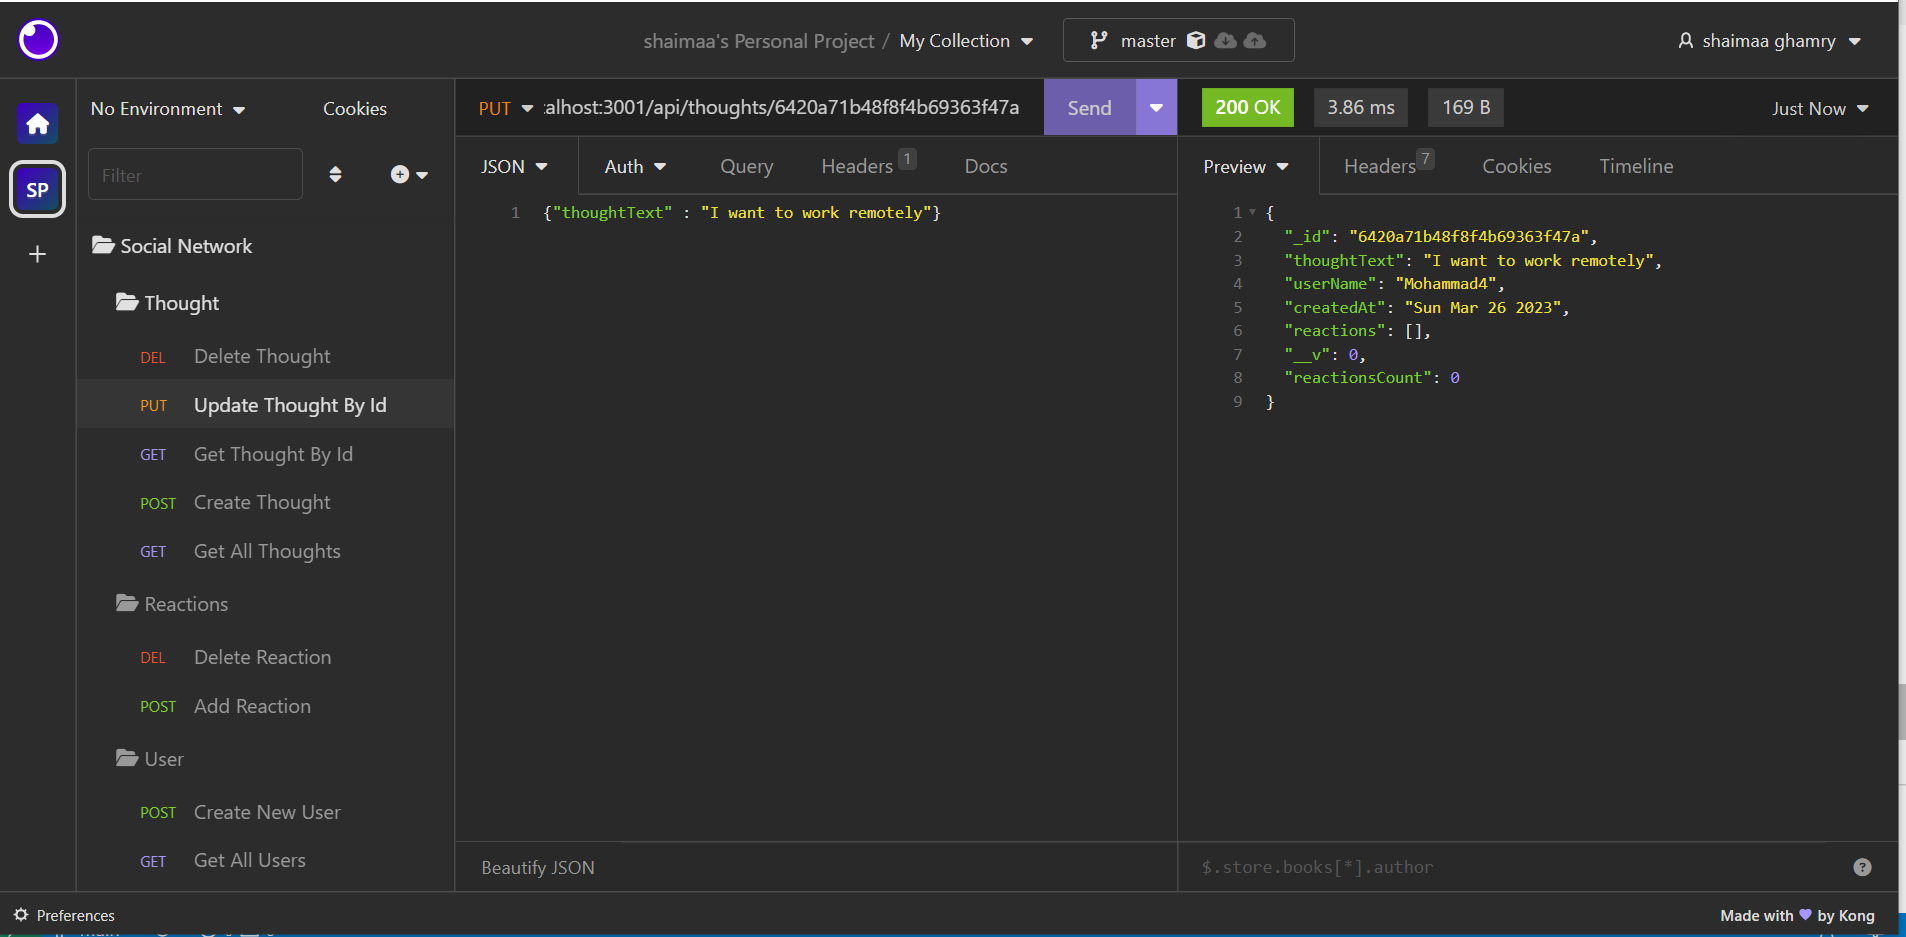 shaimaa's Personal Project / My Collection
master
shaimaa ghamry
SP
No Environment
Cookies
Filter
Social Network
Thought
DEL Delete Thought
PUT Update Thought By Id
GET Get Thought By Id
POST Create Thought
GET Get All Thoughts
Reactions
DEL Delete Reaction
POST Add Reaction
User
POST Create New User
GET Get All Users
PUT :alhost:3001/api/thoughts/6420a71b48f8f4b69363f47a
Send
JSON Auth Query Headers 1 Docs
1 {"thoughtText" : "I want to work remotely"}
Beautify JSON
200 OK 3.86 ms 169 B Just Now
Preview Headers 7 Cookies Timeline
1 {
2 "_id": "6420a71b48f8f4b69363f47a",
3 "thoughtText": "I want to work remotely",
4 "userName": "Mohammad4",
5 "createdAt": "Sun Mar 26 2023",
6 "reactions": [],
7 "__v": 0,
8 "reactionsCount": 0
9 }
$.store.books[*].author
?
Preferences
Made with by Kong